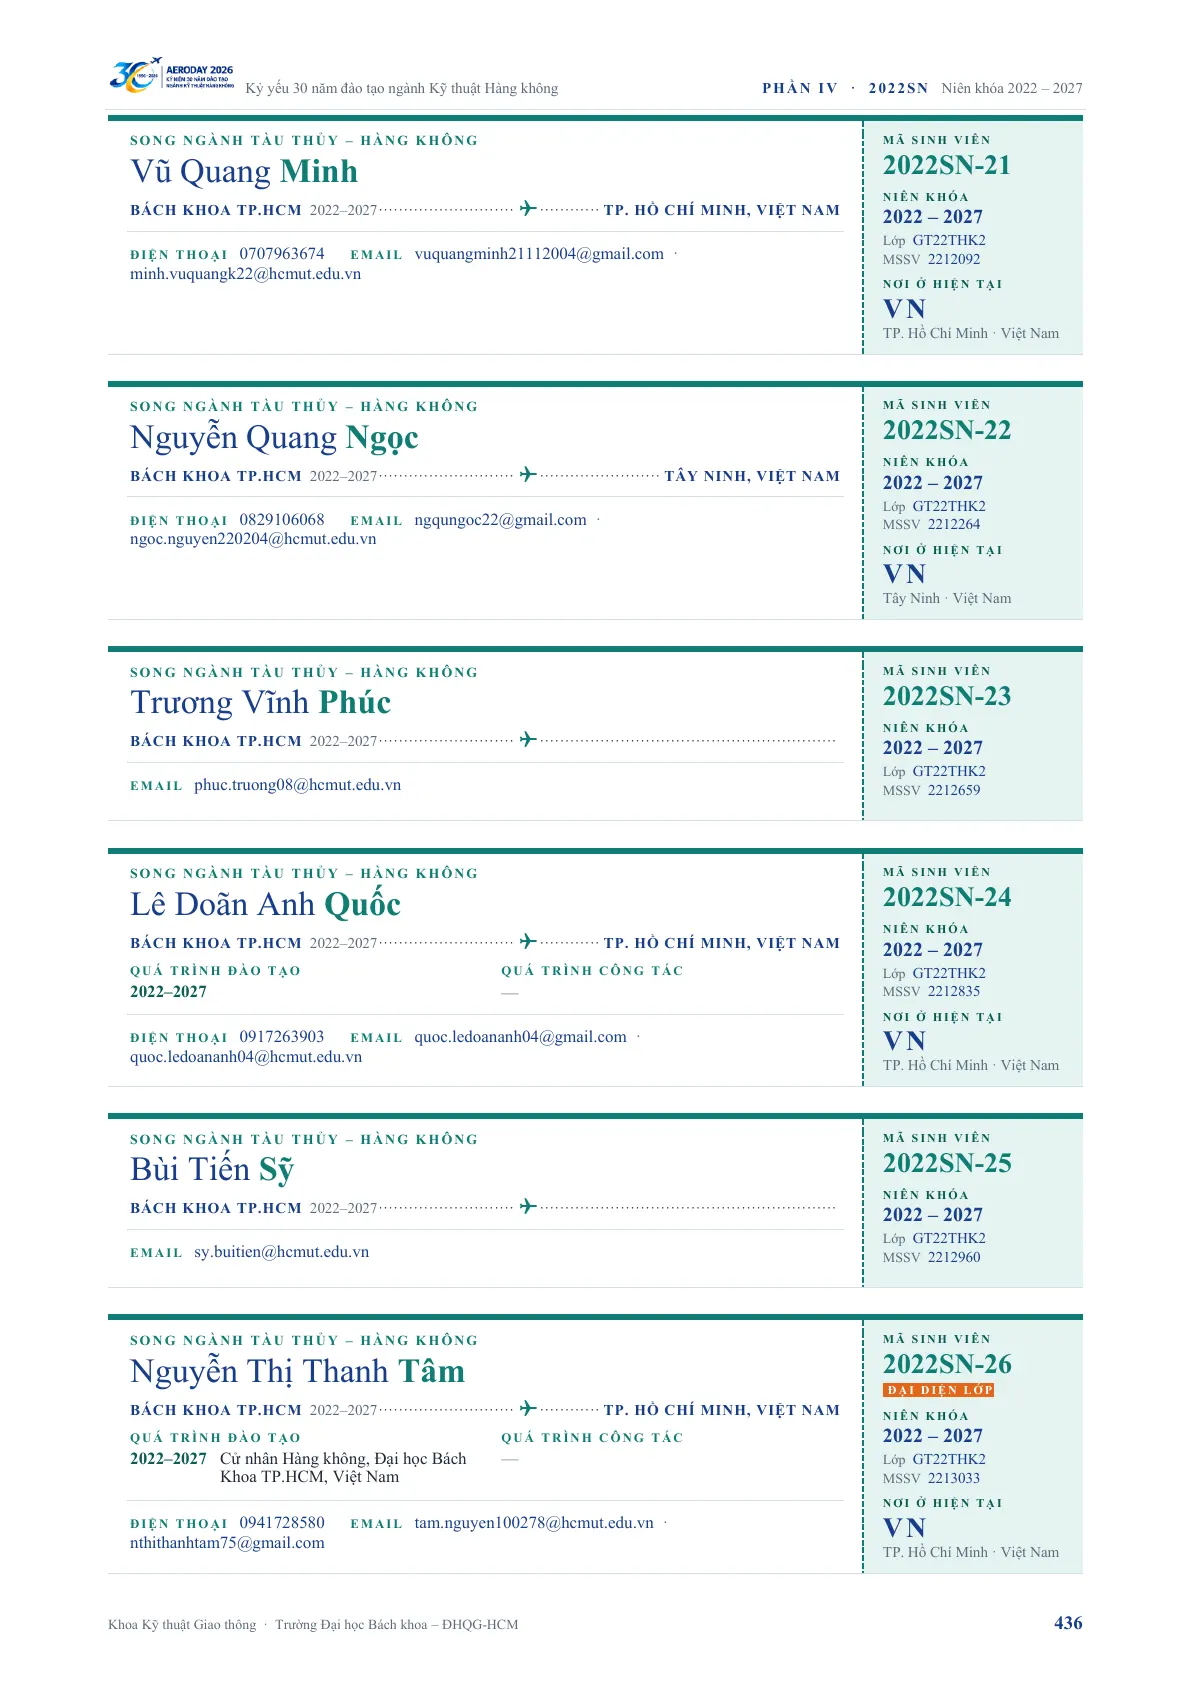 AERODAY 2026
1996 - 2026
KỶ NIỆM 30 NĂM ĐÀO TẠO
NGÀNH KỸ THUẬT HÀNG KHÔNG
Kỷ yếu 30 năm đào tạo ngành Kỹ thuật Hàng không
PHẦN IV · 2022SN Niên khóa 2022 – 2027
SONG NGÀNH TÀU THỦY – HÀNG KHÔNG
Vũ Quang Minh
BÁCH KHOA TP.HCM 2022–2027 TP. HỒ CHÍ MINH, VIỆT NAM
ĐIỆN THOẠI 0707963674 EMAIL vuquangminh21112004@gmail.com ·
minh.vuquangk22@hcmut.edu.vn
MÃ SINH VIÊN
2022SN-21
NIÊN KHÓA
2022 – 2027
Lớp GT22THK2
MSSV 2212092
NƠI Ở HIỆN TẠI
VN
TP. Hồ Chí Minh · Việt Nam
SONG NGÀNH TÀU THỦY – HÀNG KHÔNG
Nguyễn Quang Ngọc
BÁCH KHOA TP.HCM 2022–2027 TÂY NINH, VIỆT NAM
ĐIỆN THOẠI 0829106068 EMAIL ngqungoc22@gmail.com ·
ngoc.nguyen220204@hcmut.edu.vn
MÃ SINH VIÊN
2022SN-22
NIÊN KHÓA
2022 – 2027
Lớp GT22THK2
MSSV 2212264
NƠI Ở HIỆN TẠI
VN
Tây Ninh · Việt Nam
SONG NGÀNH TÀU THỦY – HÀNG KHÔNG
Trương Vĩnh Phúc
BÁCH KHOA TP.HCM 2022–2027
EMAIL phuc.truong08@hcmut.edu.vn
MÃ SINH VIÊN
2022SN-23
NIÊN KHÓA
2022 – 2027
Lớp GT22THK2
MSSV 2212659
SONG NGÀNH TÀU THỦY – HÀNG KHÔNG
Lê Doãn Anh Quốc
BÁCH KHOA TP.HCM 2022–2027 TP. HỒ CHÍ MINH, VIỆT NAM
QUÁ TRÌNH ĐÀO TẠO QUÁ TRÌNH CÔNG TÁC
2022–2027 —
ĐIỆN THOẠI 0917263903 EMAIL quoc.ledoananh04@gmail.com ·
quoc.ledoananh04@hcmut.edu.vn
MÃ SINH VIÊN
2022SN-24
NIÊN KHÓA
2022 – 2027
Lớp GT22THK2
MSSV 2212835
NƠI Ở HIỆN TẠI
VN
TP. Hồ Chí Minh · Việt Nam
SONG NGÀNH TÀU THỦY – HÀNG KHÔNG
Bùi Tiến Sỹ
BÁCH KHOA TP.HCM 2022–2027
EMAIL sy.buitien@hcmut.edu.vn
MÃ SINH VIÊN
2022SN-25
NIÊN KHÓA
2022 – 2027
Lớp GT22THK2
MSSV 2212960
SONG NGÀNH TÀU THỦY – HÀNG KHÔNG
Nguyễn Thị Thanh Tâm
BÁCH KHOA TP.HCM 2022–2027 TP. HỒ CHÍ MINH, VIỆT NAM
QUÁ TRÌNH ĐÀO TẠO QUÁ TRÌNH CÔNG TÁC
2022–2027 Cử nhân Hàng không, Đại học Bách —
Khoa TP.HCM, Việt Nam
ĐIỆN THOẠI 0941728580 EMAIL tam.nguyen100278@hcmut.edu.vn ·
nthithanhtam75@gmail.com
MÃ SINH VIÊN
2022SN-26
ĐẠI DIỆN LỚP
NIÊN KHÓA
2022 – 2027
Lớp GT22THK2
MSSV 2213033
NƠI Ở HIỆN TẠI
VN
TP. Hồ Chí Minh · Việt Nam
Khoa Kỹ thuật Giao thông · Trường Đại học Bách khoa – ĐHQG-HCM
436